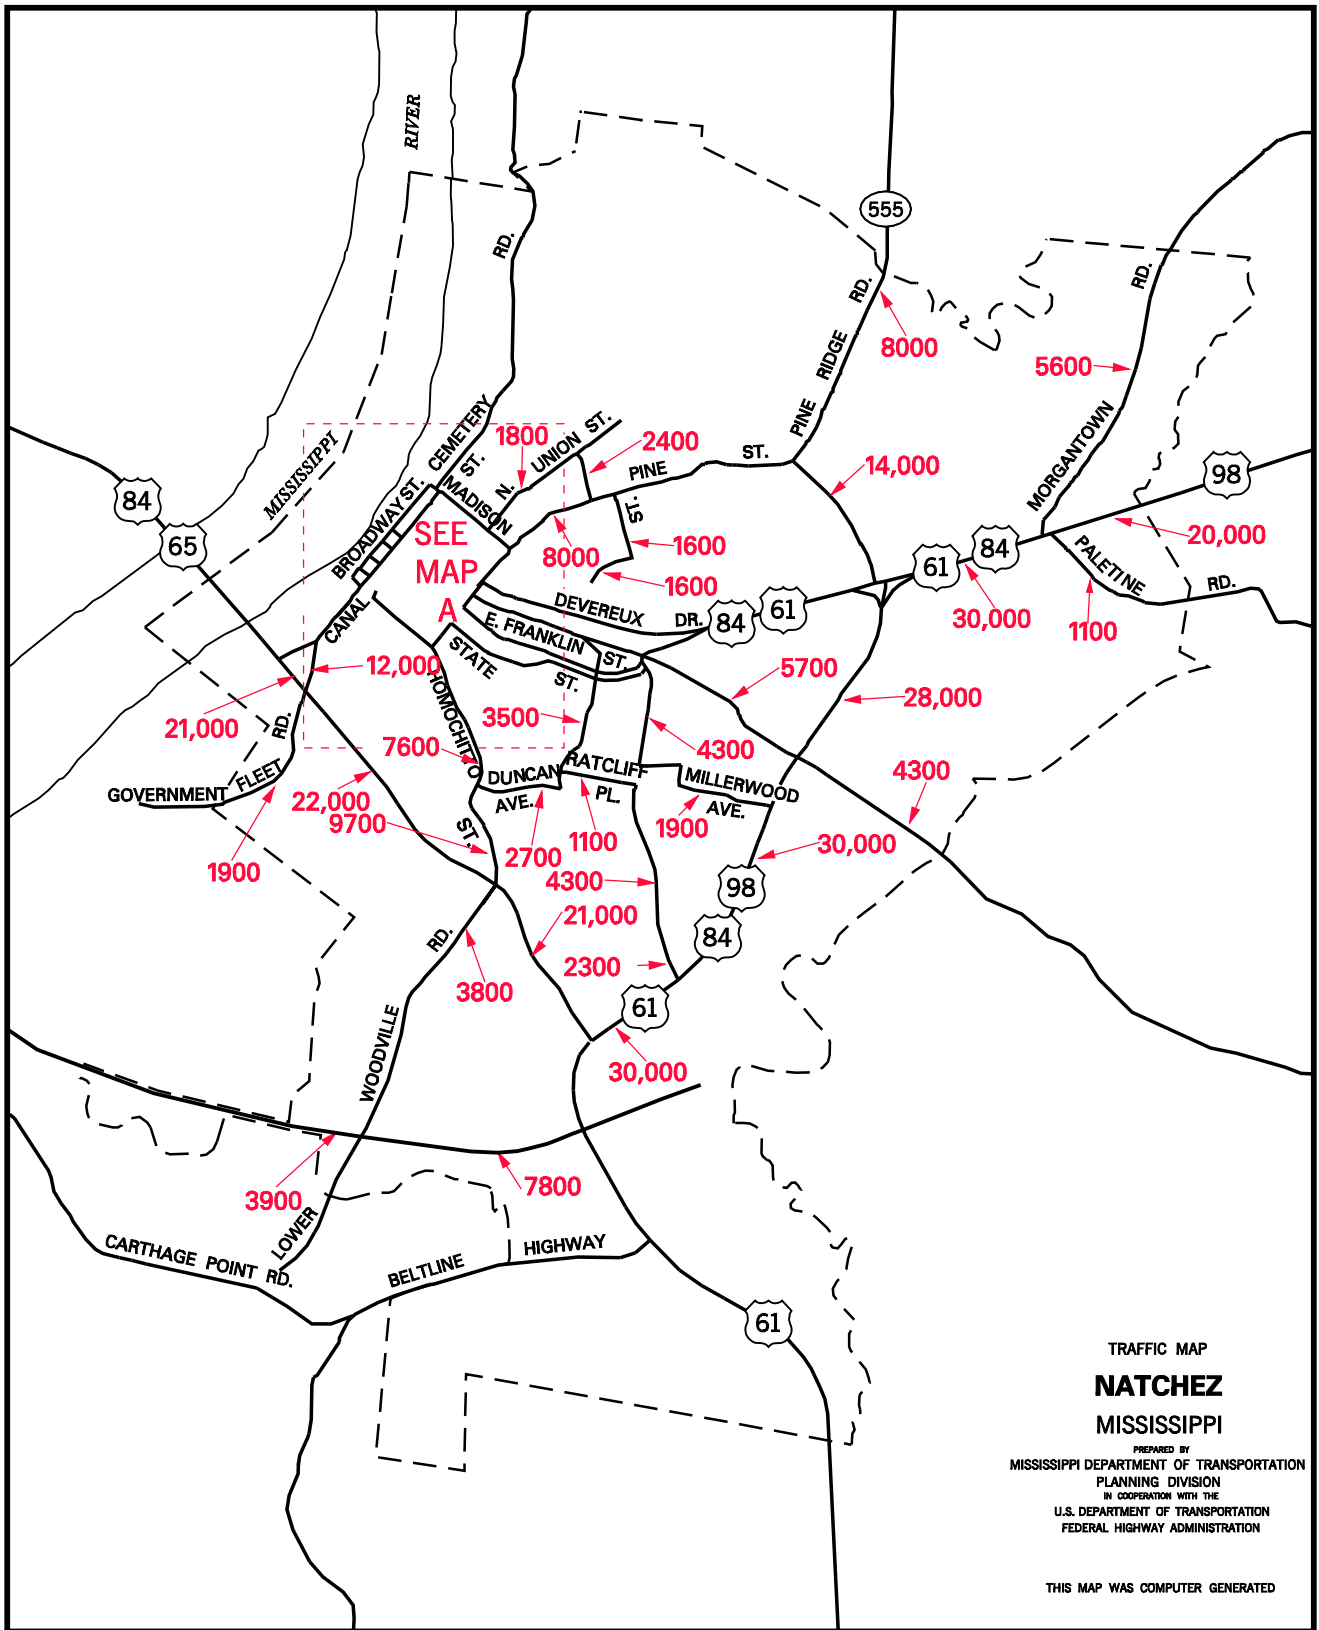 RIVER
MISSISSIPPI
RD.
555
RD.
RIDGE
PINE
8000
RD.
5600
MORGANTOWN
98
20,000
84
65
CEMETERY
ST.
1800
N.
UNION ST.
2400
PINE
ST.
14,000
BROADWAY ST.
MADISON
SEE
MAP
A
8000
ST.
1600
1600
61
84
30,000
PALETINE
RD.
1100
DEVEREUX
DR.
84
61
CANAL
E. FRANKLIN
ST.
STATE
ST.
12,000
5700
28,000
21,000
RD.
HOMOCHITTO
ST.
3500
4300
4300
7600
GOVERNMENT
FLEET
1900
22,000
9700
DUNCAN
AVE.
RATCLIFF
PL.
MILLERWOOD
AVE.
2700
1100
1900
30,000
4300
98
84
21,000
2300
61
30,000
RD.
3800
WOODVILLE
LOWER
3900
7800
CARTHAGE POINT RD.
BELTLINE
HIGHWAY
61
TRAFFIC MAP
NATCHEZ
MISSISSIPPI
PREPARED BY
MISSISSIPPI DEPARTMENT OF TRANSPORTATION
PLANNING DIVISION
IN COOPERATION WITH THE
U.S. DEPARTMENT OF TRANSPORTATION
FEDERAL HIGHWAY ADMINISTRATION
THIS MAP WAS COMPUTER GENERATED